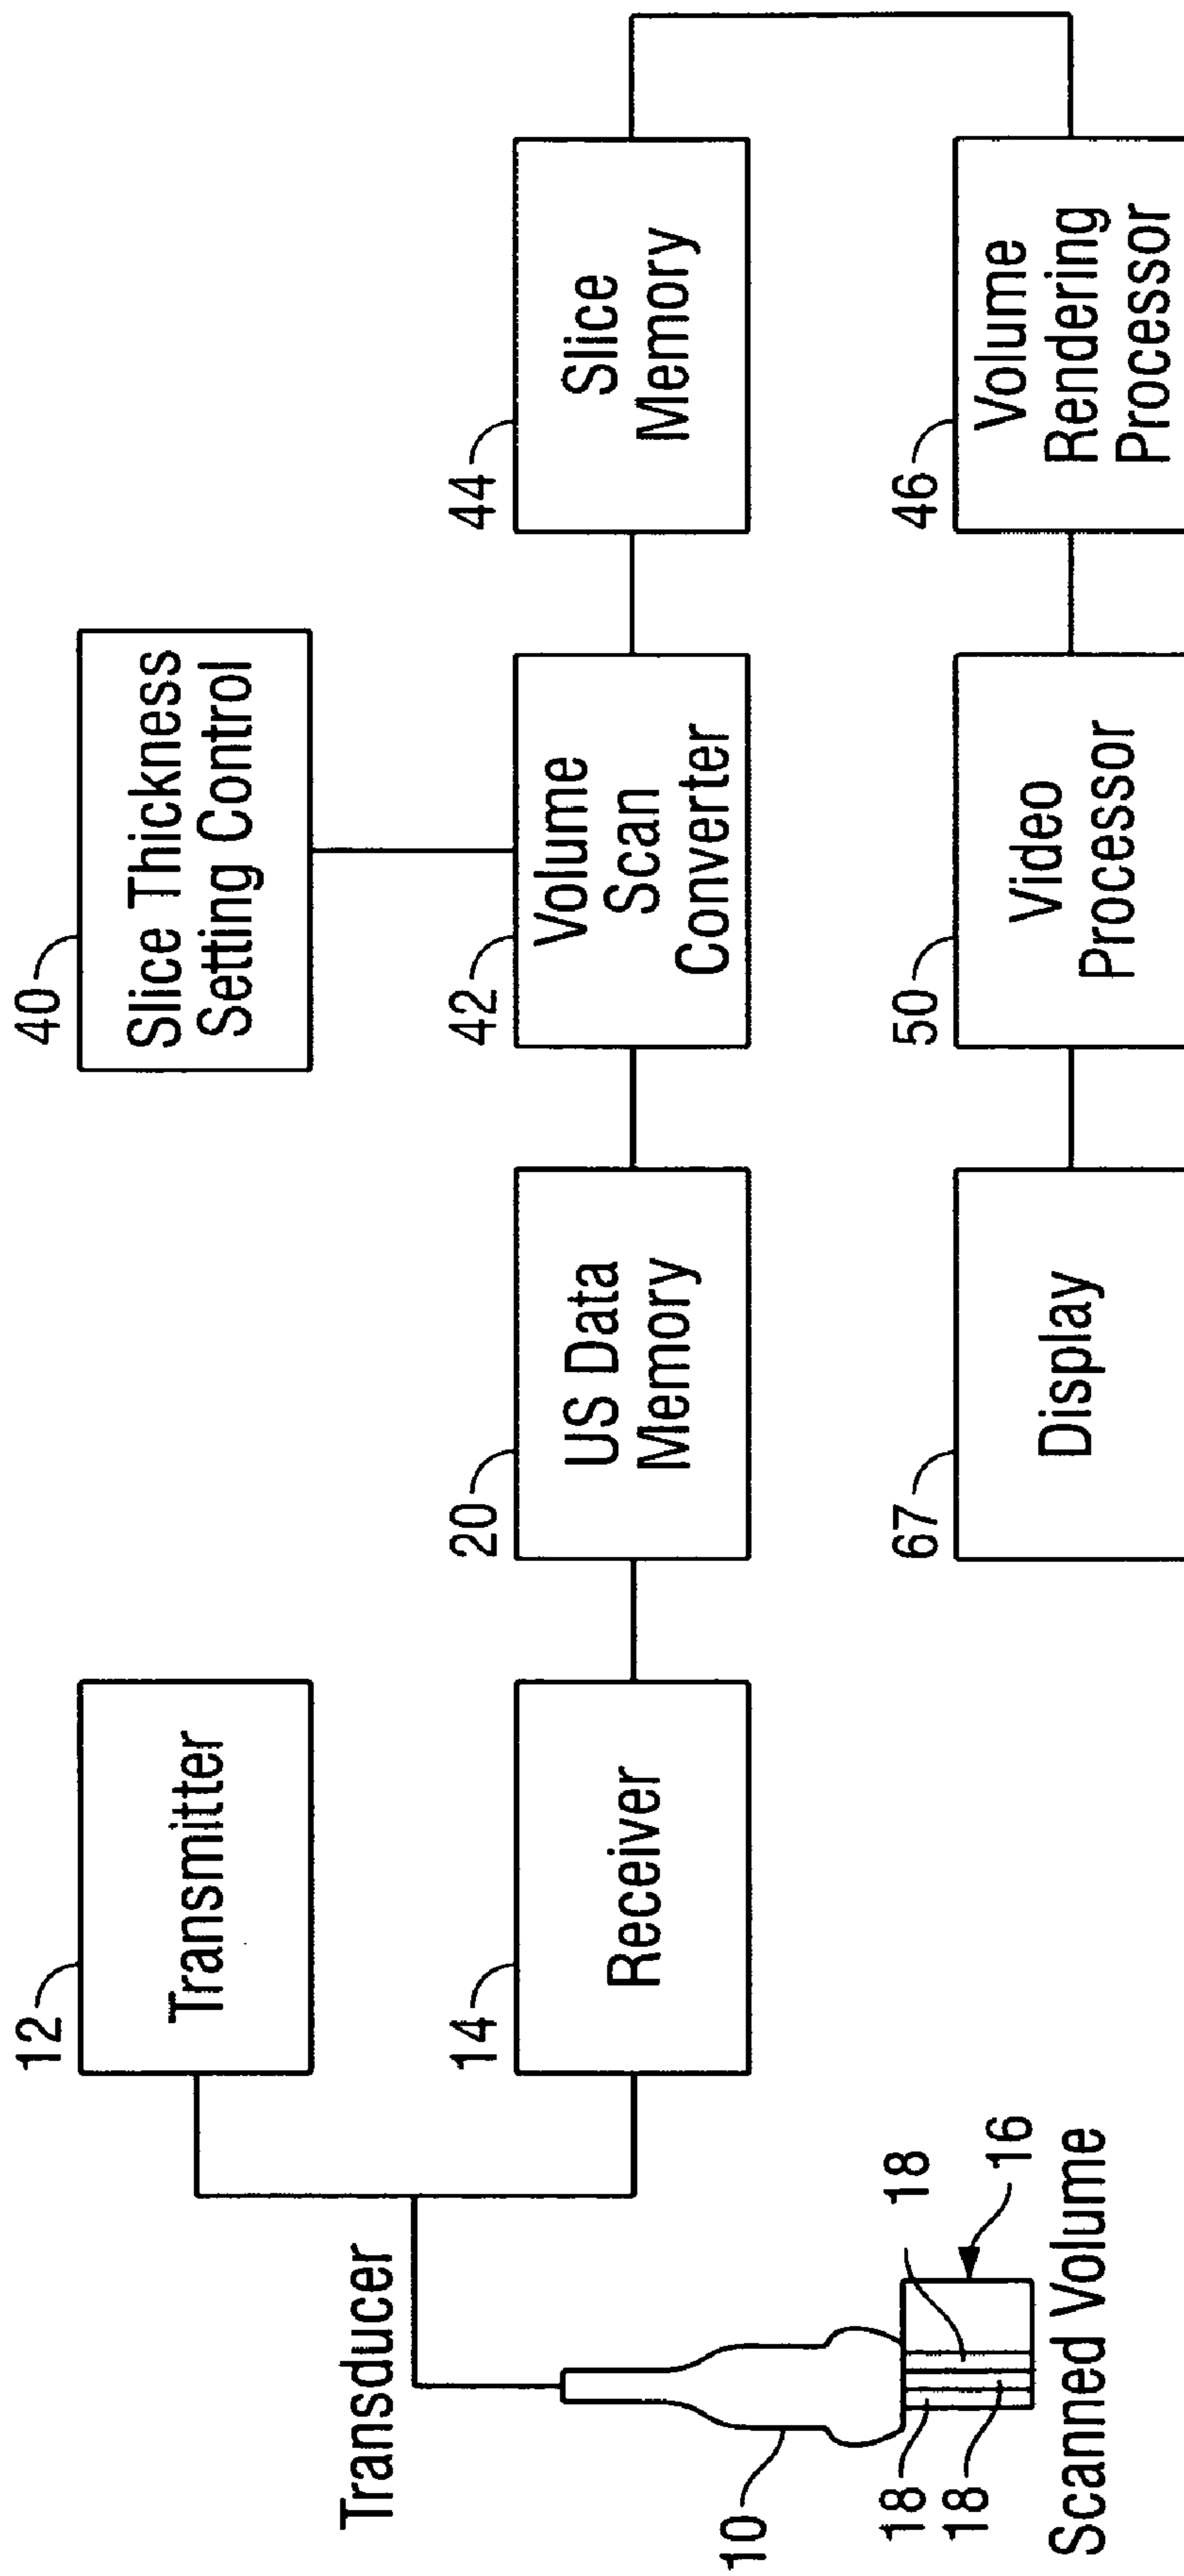 12
Transmitter
40
Slice Thickness
Setting Control
Transducer
14
Receiver
20
US Data
Memory
42
Volume
Scan
Converter
44
Slice
Memory
10
18
18
18
16
Scanned Volume
67
Display
50
Video
Processor
46
Volume
Rendering
Processor